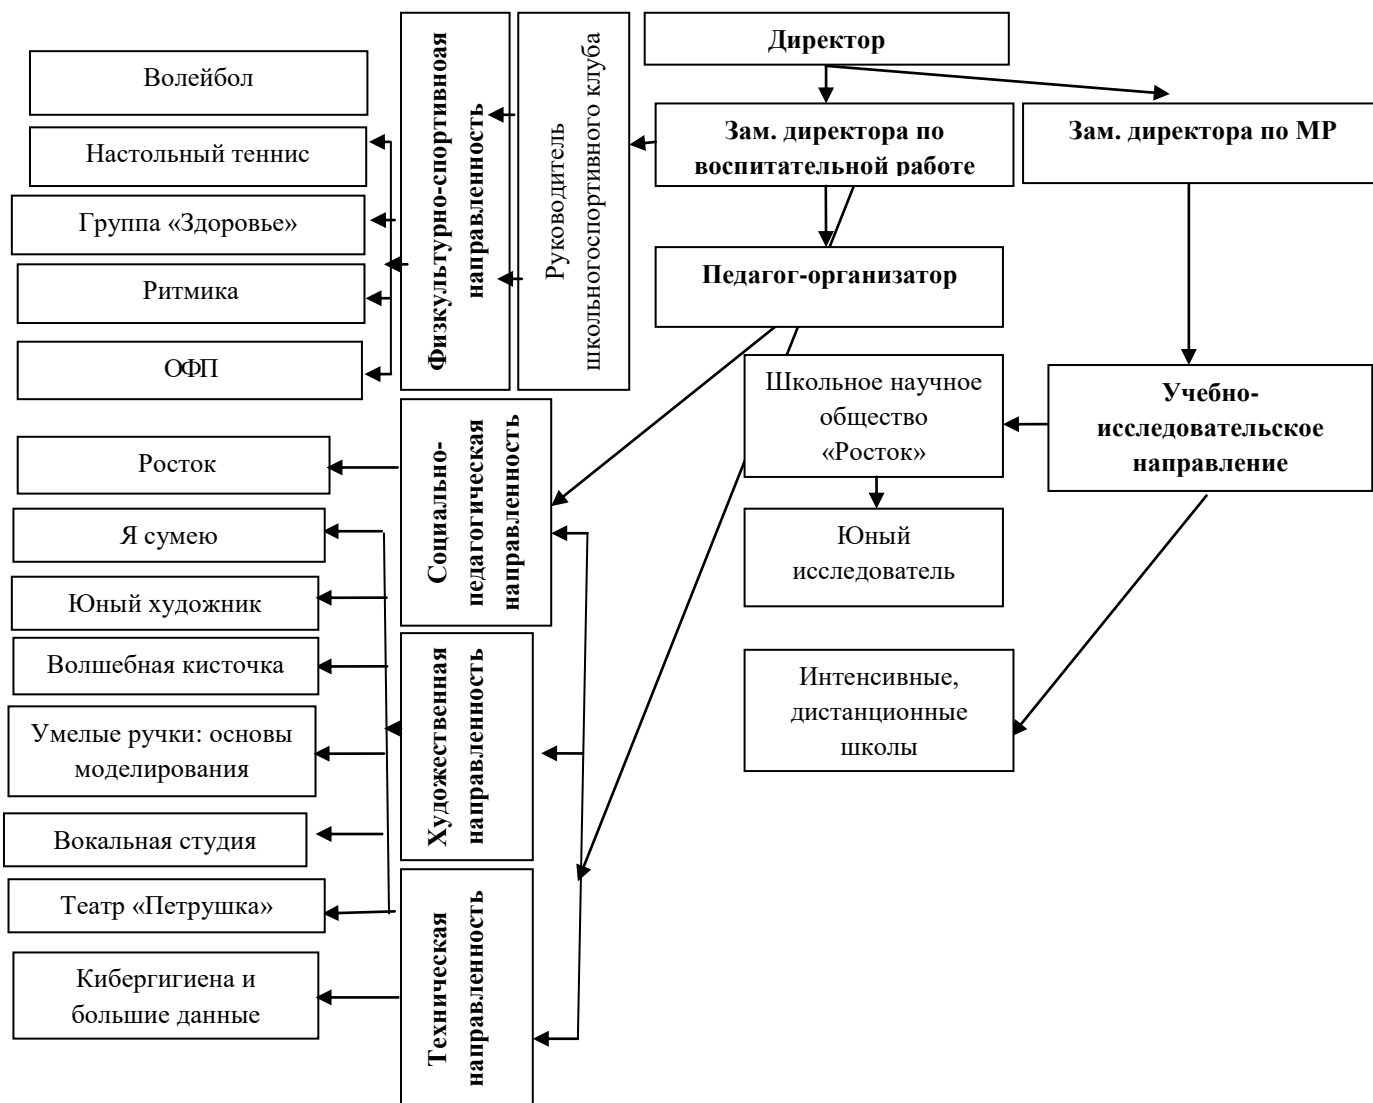 Директор
Зам. директора по
воспитательной работе
Зам. директора по МР
Педагог-организатор
Руководитель
школьногоспортивного клуба
Физкультурно-спортивноая
направленность
Волейбол
Настольный теннис
Группа «Здоровье»
Ритмика
ОФП
Школьное научное
общество
«Росток»
Учебно-
исследовательское
направление
Юный
исследователь
Интенсивные,
дистанционные
школы
Социально-
педагогическая
направленность
Росток
Я сумею
Юный художник
Волшебная кисточка
Умелые ручки: основы
моделирования
Вокальная студия
Театр «Петрушка»
Художественная
направленность
Техническая
направленность
Кибергигиена и
большие данные